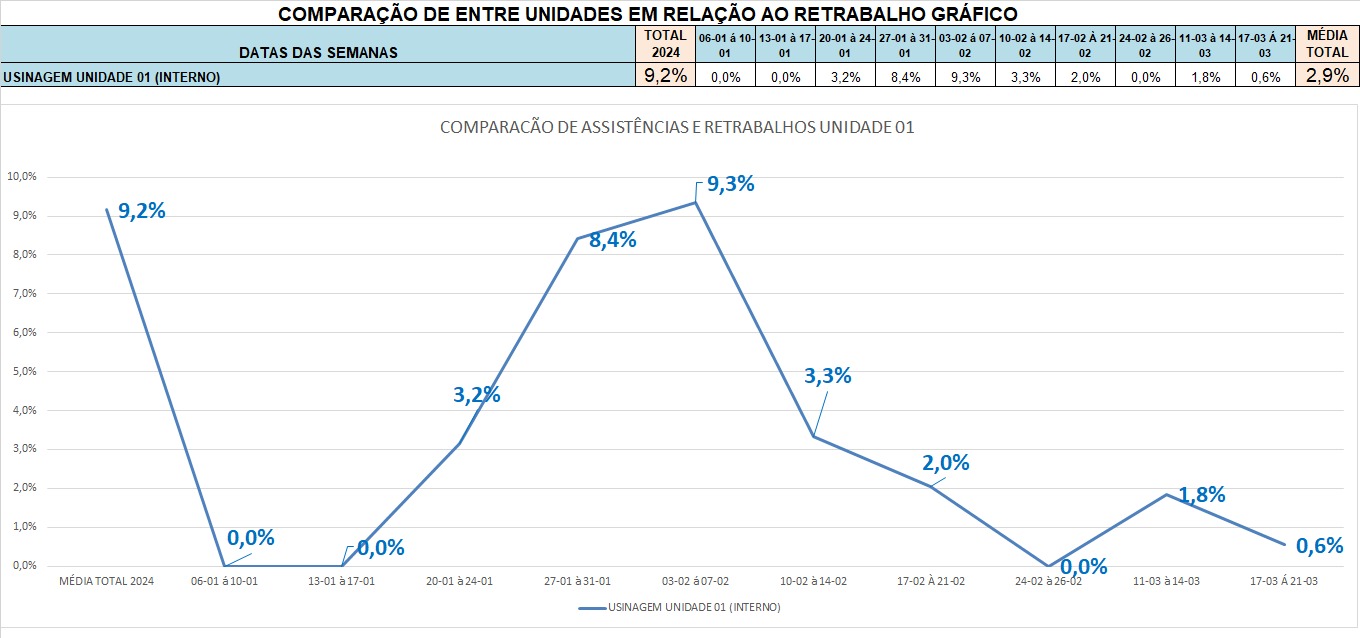 COMPARAÇÃO DE ENTRE UNIDADES EM RELAÇÃO AO RETRABALHO GRÁFICO
DATAS DAS SEMANAS
TOTAL
2024
06-01 á 10-
01
13-01 à 17-
01
20-01 à 24-
01
27-01 à 31-
01
03-02 à 07-
02
10-02 à 14-
02
17-02 À 21-
02
24-02 à 26-
02
11-03 à 14-
03
17-03 Á 21-
03
MÉDIA
TOTAL
USINAGEM UNIDADE 01 (INTERNO) 9,2% 0,0% 0,0% 3,2% 8,4% 9,3% 3,3% 2,0% 0,0% 1,8% 0,6% 2,9%
COMPARACÃO DE ASSISTÊNCIAS E RETRABALHOS UNIDADE 01
10,0%
9,0%
8,0%
7,0%
6,0%
5,0%
4,0%
3,0%
2,0%
1,0%
0,0%
9,2%
0,0%
0,0%
3,2%
8,4%
9,3%
3,3%
2,0%
0,0%
1,8%
0,6%
MÉDIA TOTAL 2024 06-01 á 10-01 13-01 à 17-01 20-01 à 24-01 27-01 à 31-01 03-02 à 07-02 10-02 à 14-02 17-02 À 21-02 24-02 à 26-02 11-03 à 14-03 17-03 Á 21-03
USINAGEM UNIDADE 01 (INTERNO)